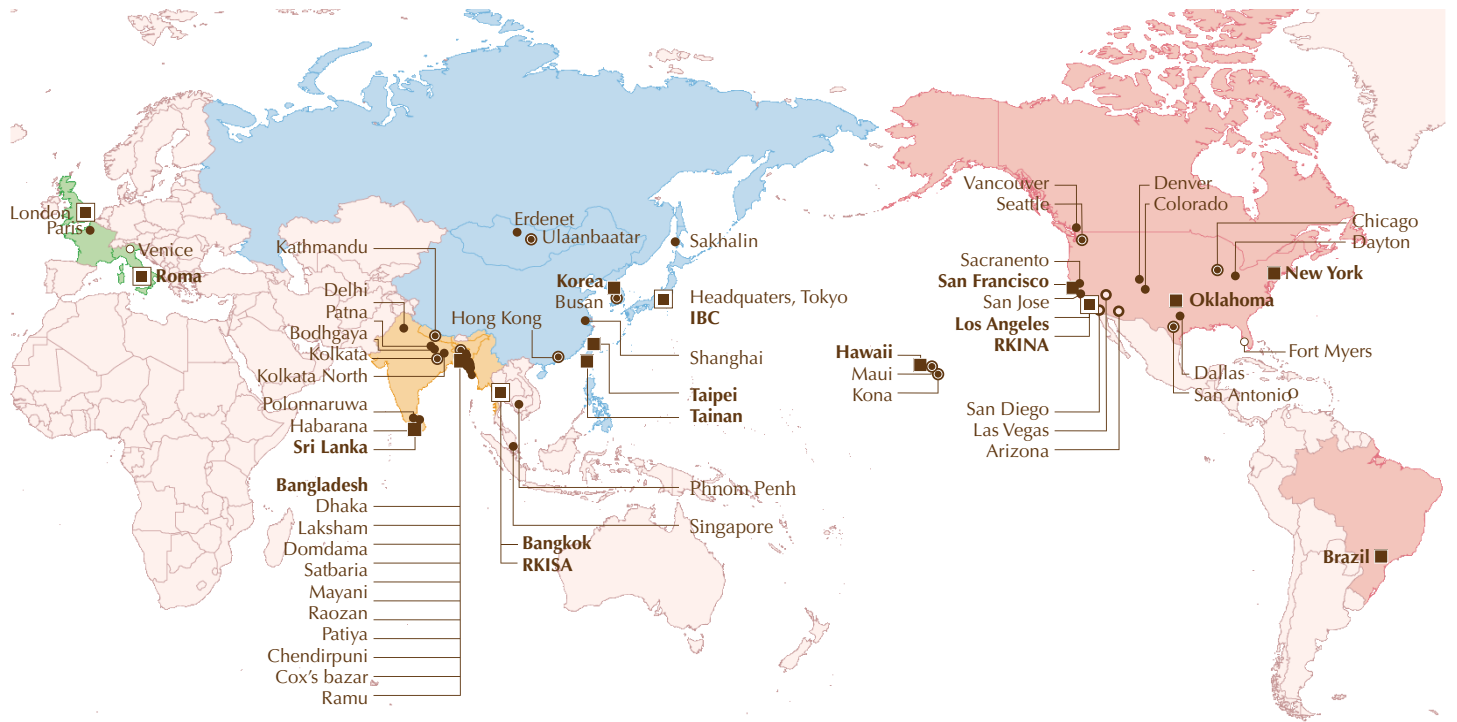 London
Paris
Venice
Roma
Kathmandu
Delhi
Patna
Bodhgaya
Kolkata
Kolkata North
Polonnaruwa
Habarana
Sri Lanka
Bangladesh
Dhaka
Laksham
Domdama
Satbaria
Mayani
Raozan
Patiya
Chendirpuni
Cox's bazar
Ramu
Erdenet
Ulaanbaatar
Sakhalin
Korea
Busan
Headquaters, Tokyo
IBC
Hong Kong
Shanghai
Taipei
Tainan
Phnom Penh
Singapore
Bangkok
RKISA
Hawaii
Maui
Kona
Vancouver
Seattle
Denver
Colorado
Chicago
Dayton
Sacranento
San Francisco
San Jose
Los Angeles
RKINA
New York
Oklahoma
Fort Myers
Dallas
San Antonio
San Diego
Las Vegas
Arizona
Brazil